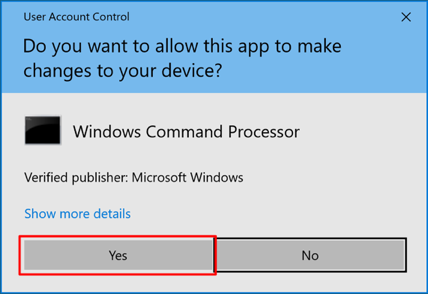 User Account Control
Do you want to allow this app to make
changes to your device?
Windows Command Processor
Verified publisher: Microsoft Windows
Show more details
Yes
No